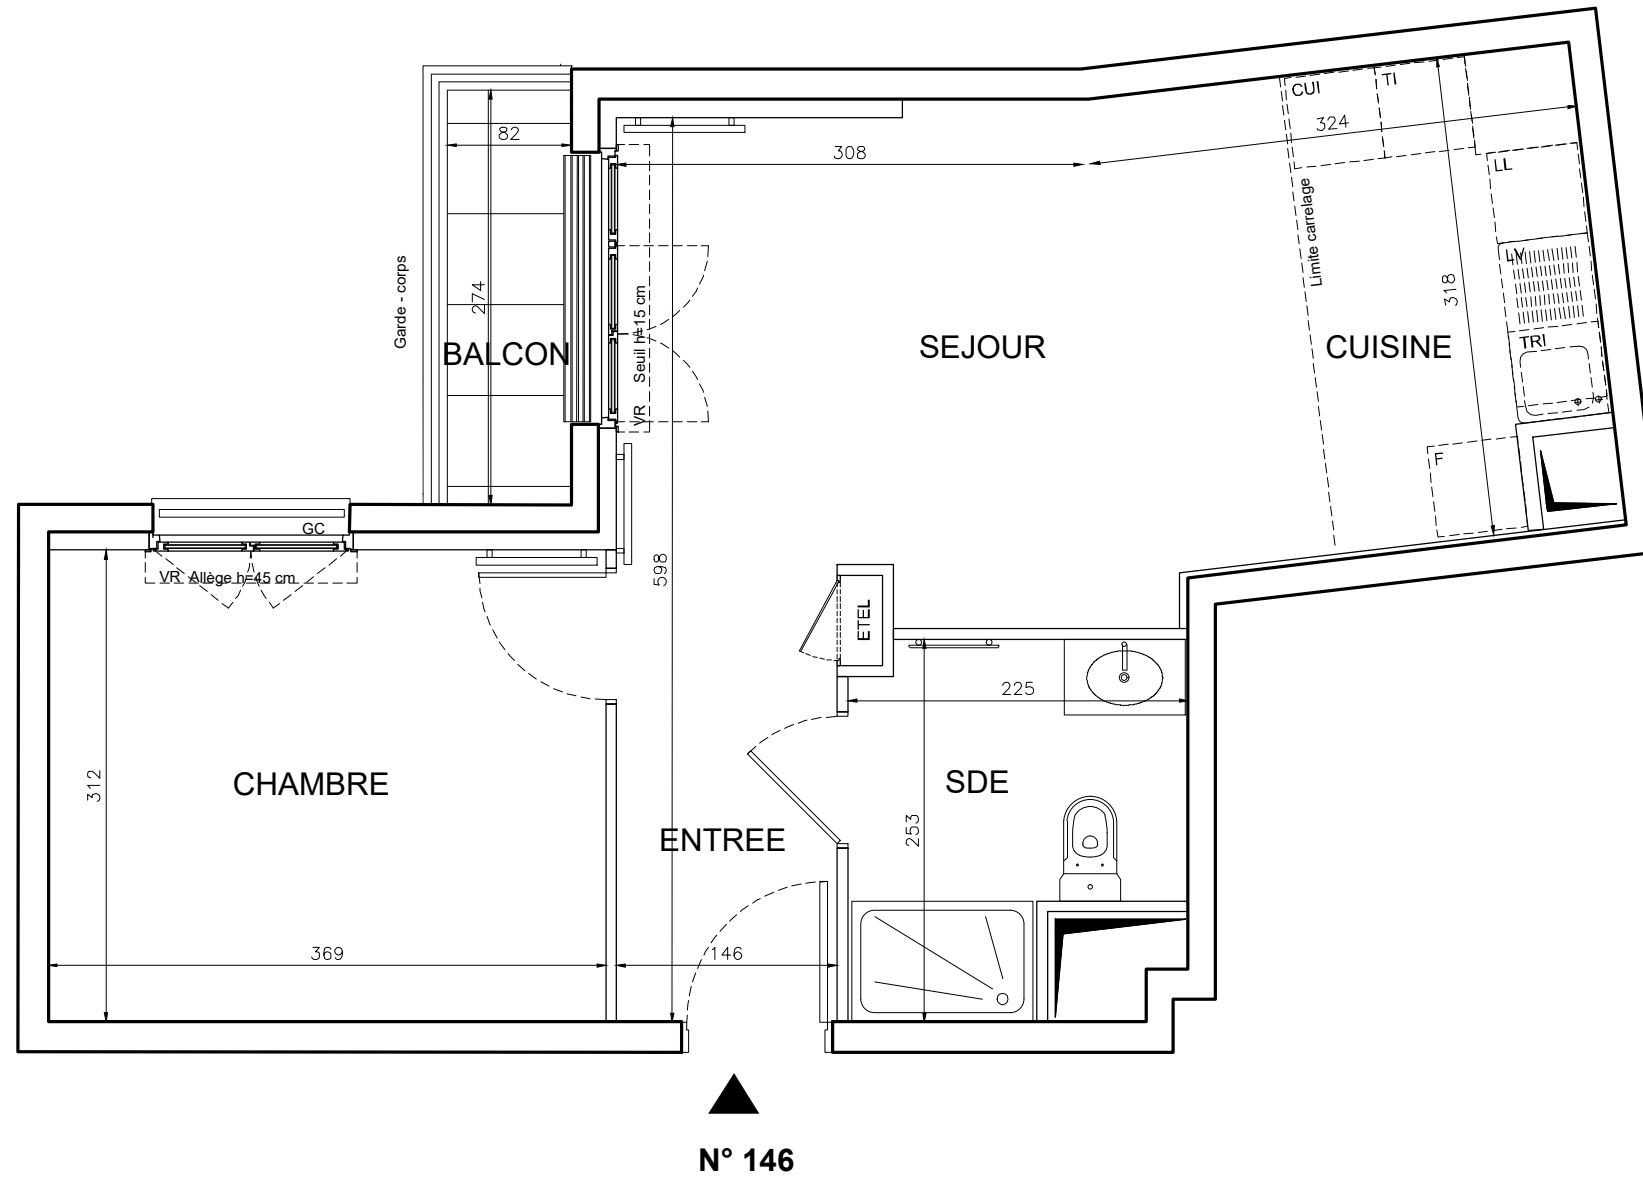 CUI
TI
82
308
324
LL
Limite carrelage
Garde - corps
274
BALCON
VR Seuil h=15 cm
SEJOUR
318
CUISINE
LV
TRI
F
GC
VR Allège h=45 cm
598
ETEL
225
312
CHAMBRE
SDE
253
ENTREE
369
146
N° 146